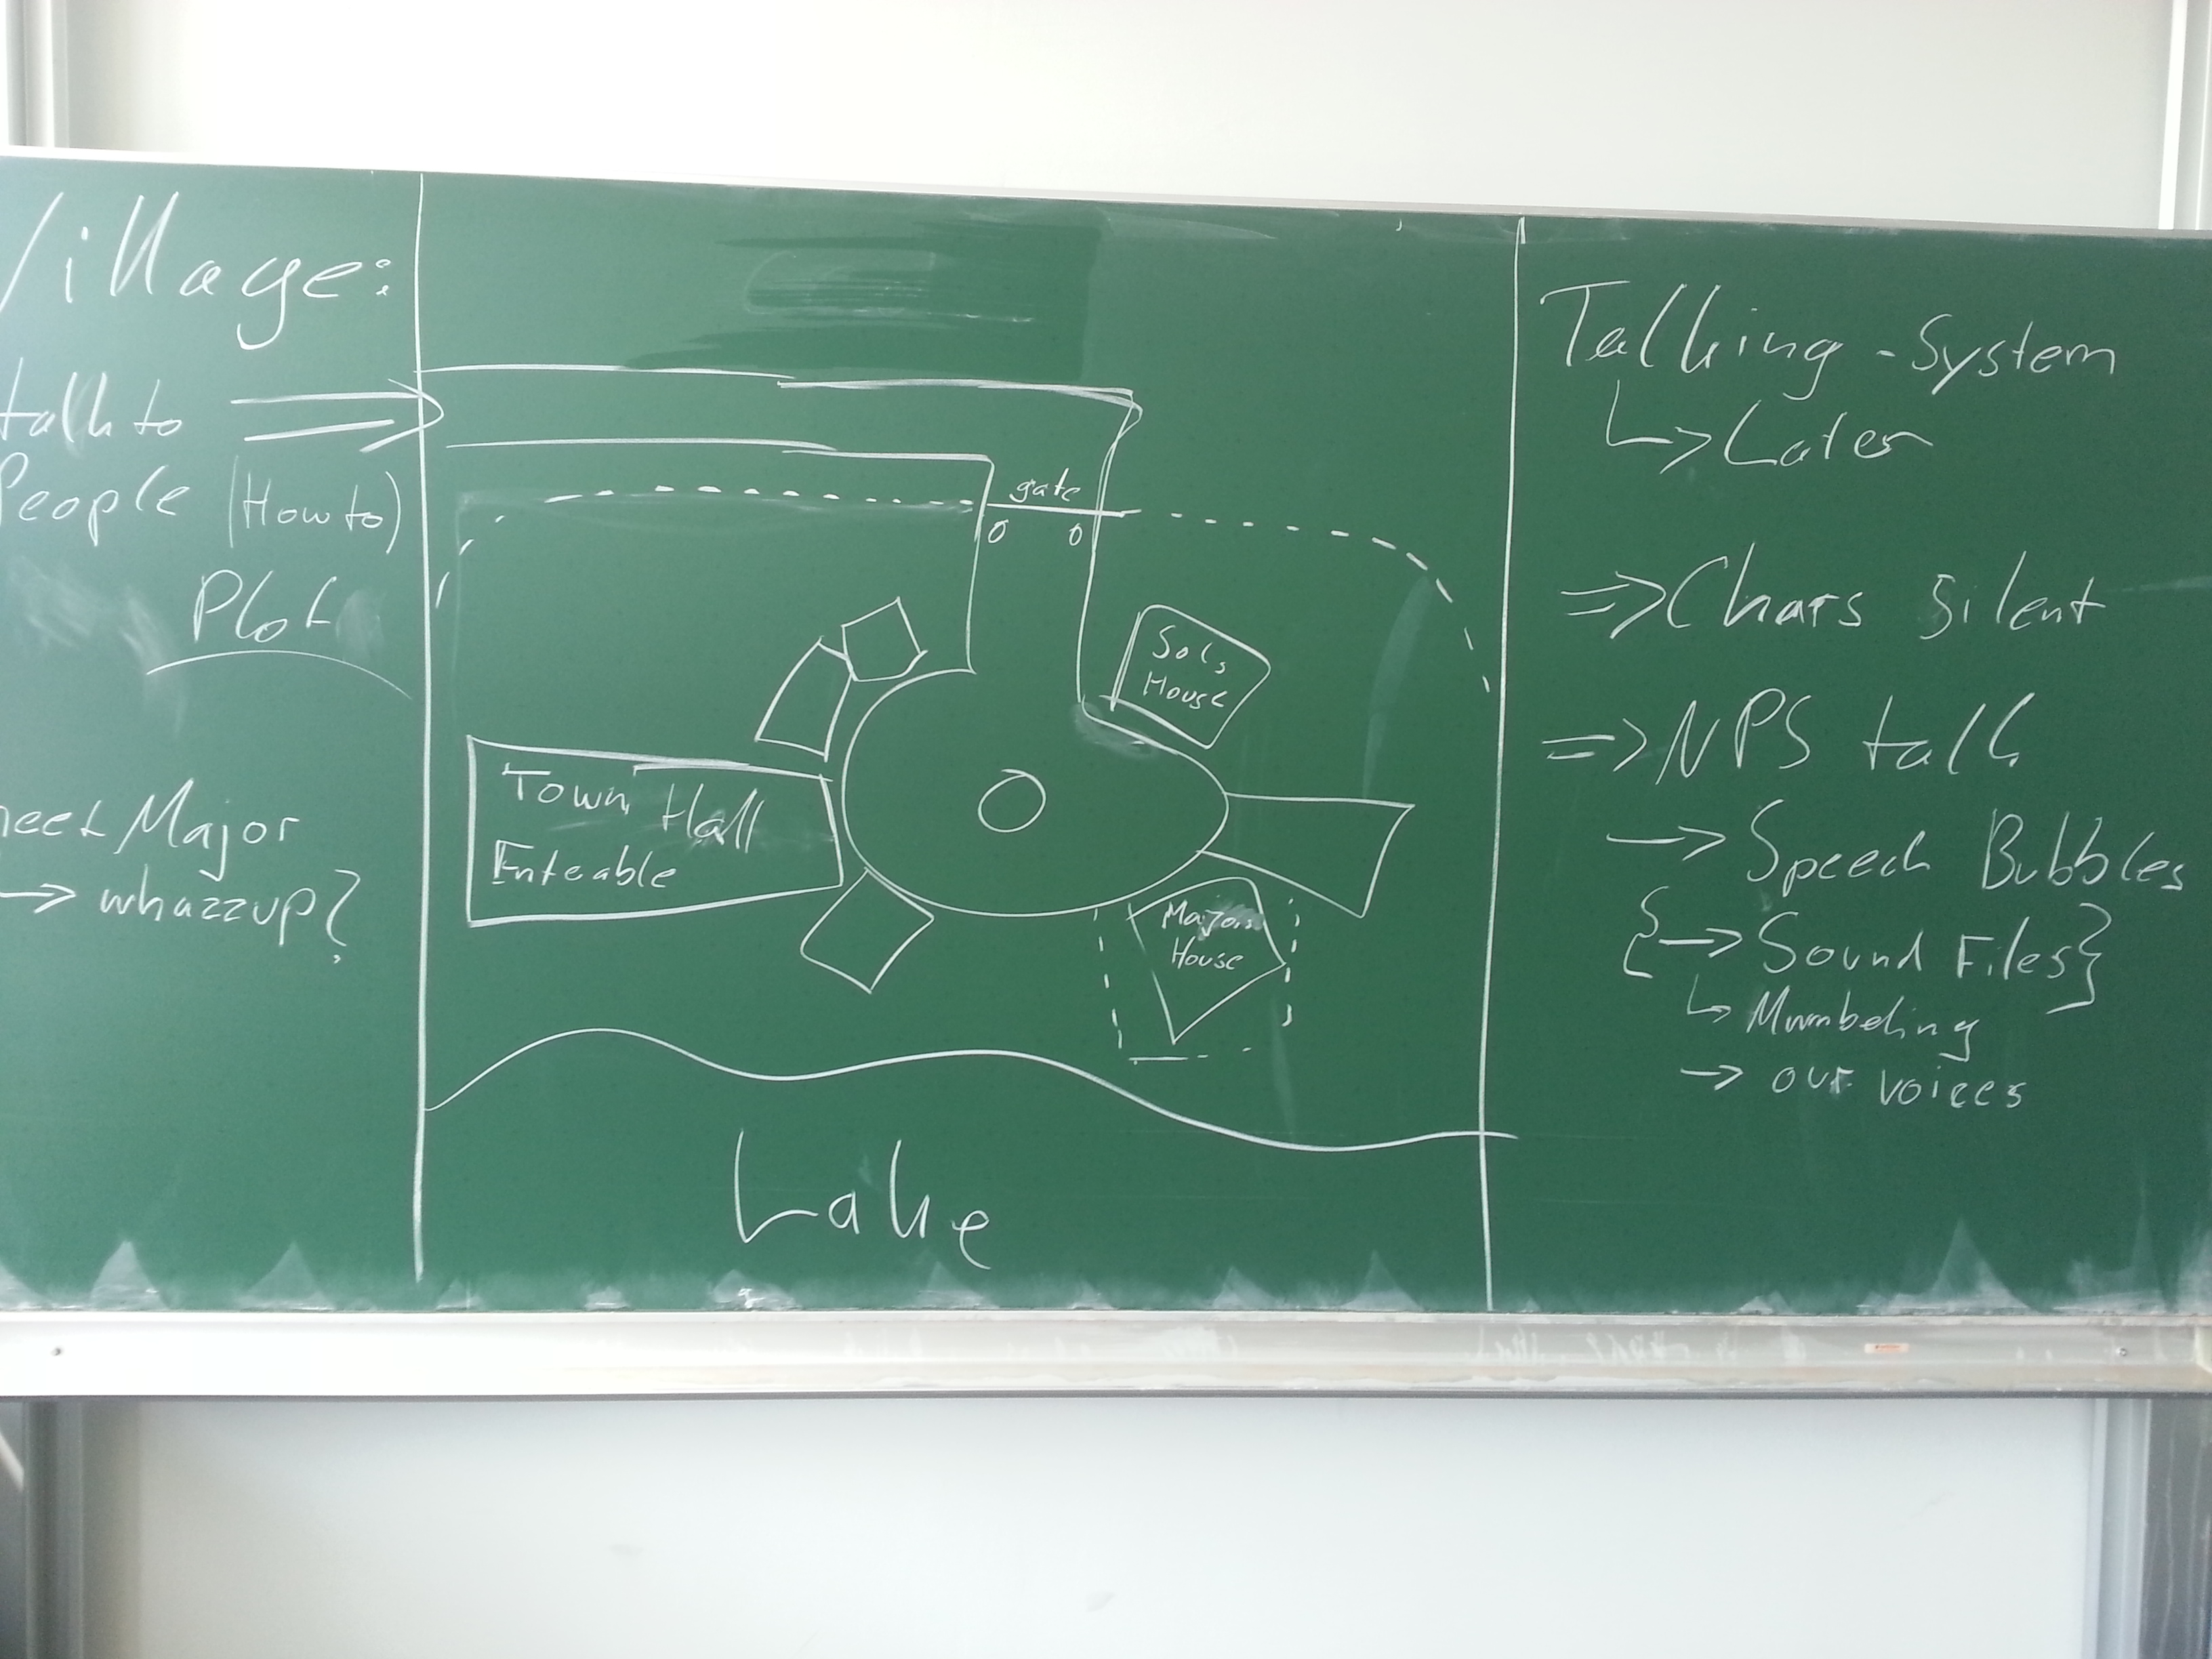 Village:
talk to
People (How to)
Plot
meet Major
→ whazzup?
gate
Sols
House
Town Hall
Enteable
Majors
House
Lake
Talking-System
↳ Later
⇒ Chars silent
⇒ NPS talk
→ Speech Bubbles
{→ Sound Files}
↳ Mumbeling
→ our voices